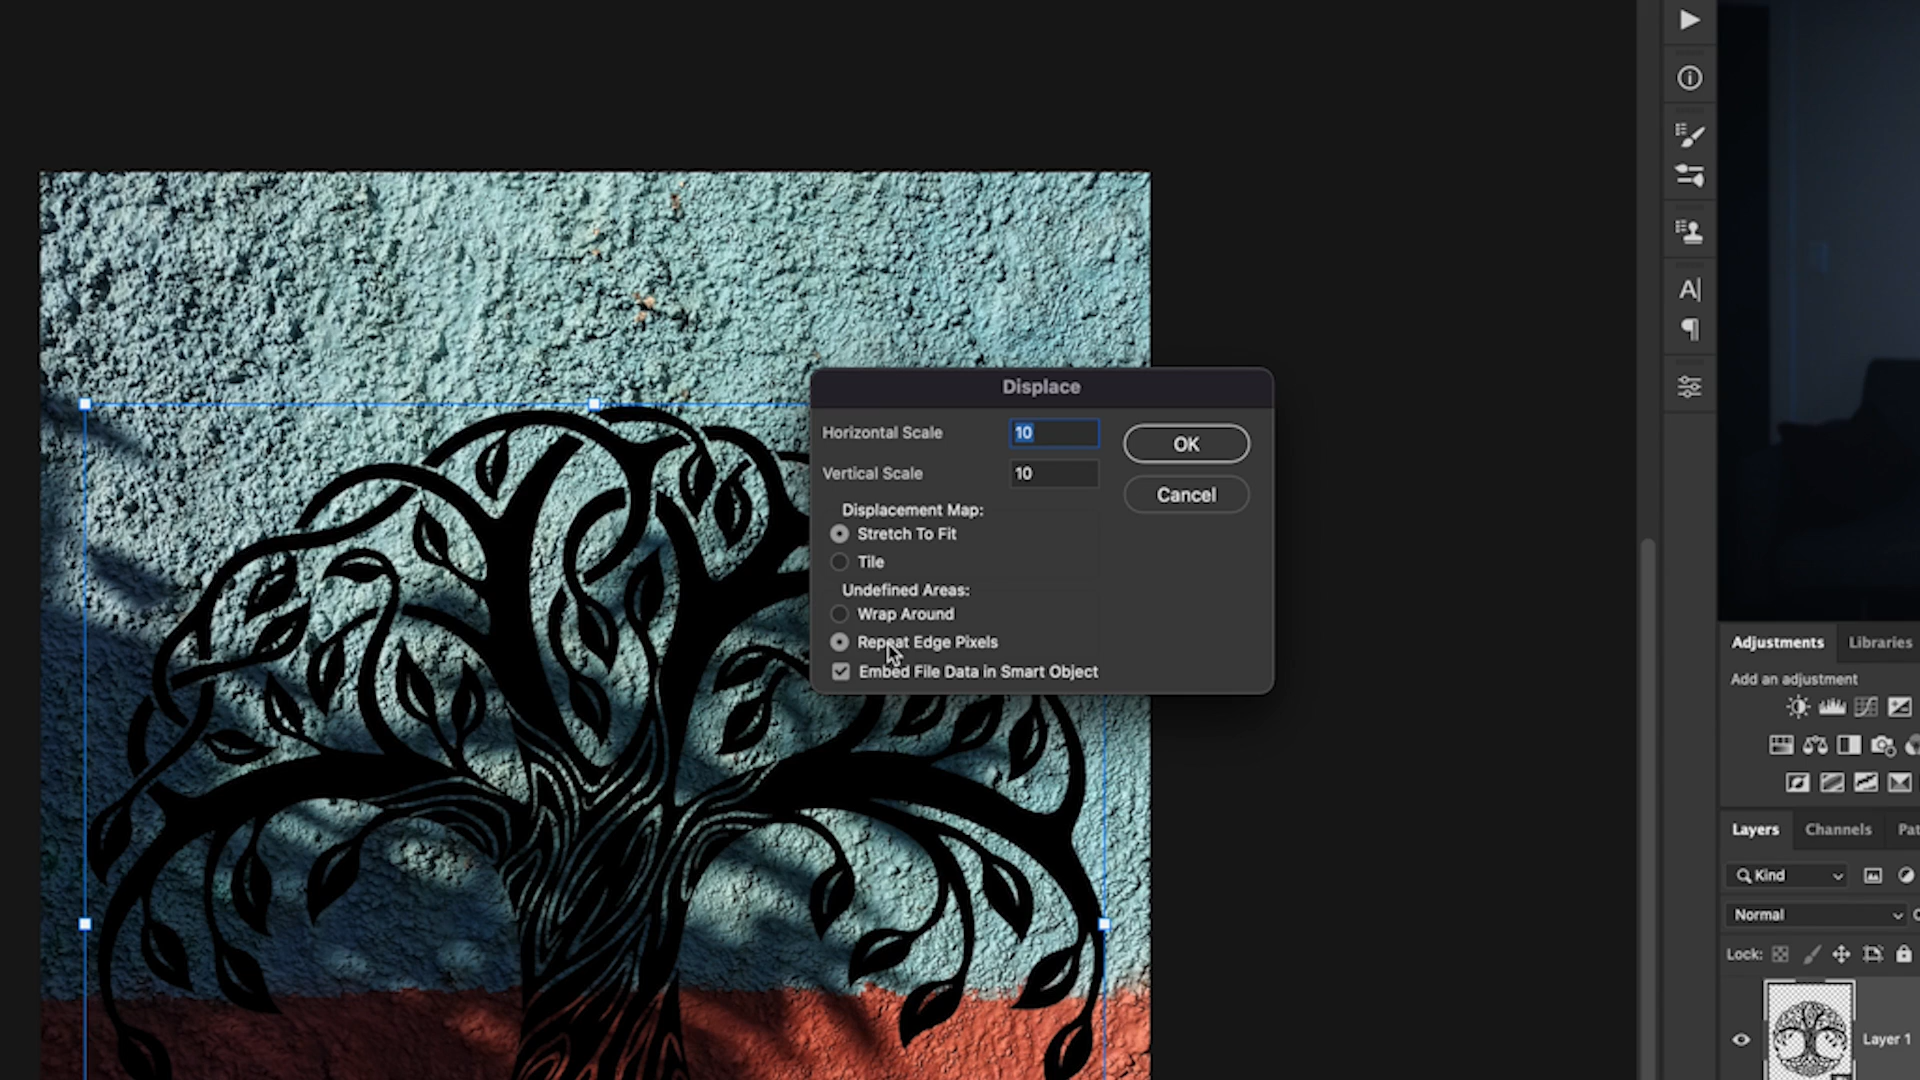 Displace
Horizontal Scale 10
OK
Vertical Scale 10
Cancel
Displacement Map:
Stretch To Fit
Tile
Undefined Areas:
Wrap Around
Repeat Edge Pixels
Embed File Data in Smart Object
Adjustments Libraries
Add an adjustment
Layers Channels Pat
Kind
Normal
Lock:
Layer 1